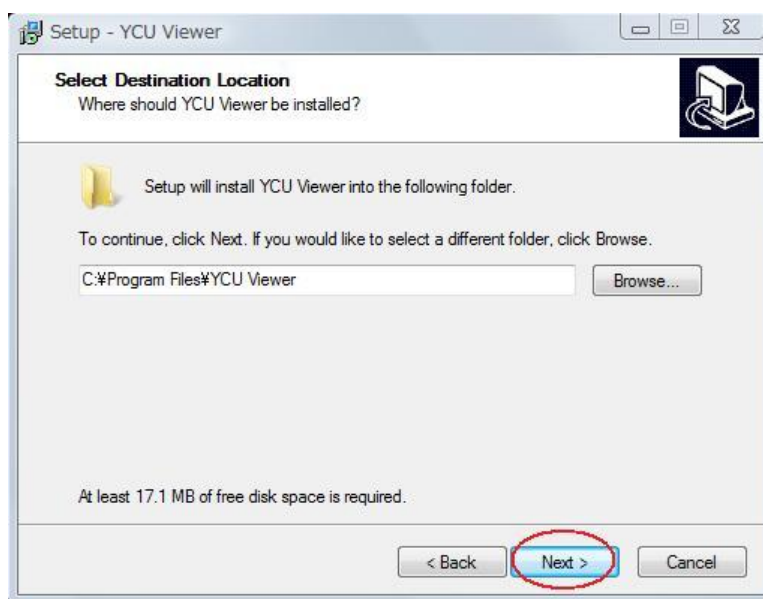 Setup - YCU Viewer
Select Destination Location
Where should YCU Viewer be installed?
Setup will install YCU Viewer into the following folder.
To continue, click Next. If you would like to select a different folder, click Browse.
C:¥Program Files¥YCU Viewer
Browse...
At least 17.1 MB of free disk space is required.
< Back
Next >
Cancel